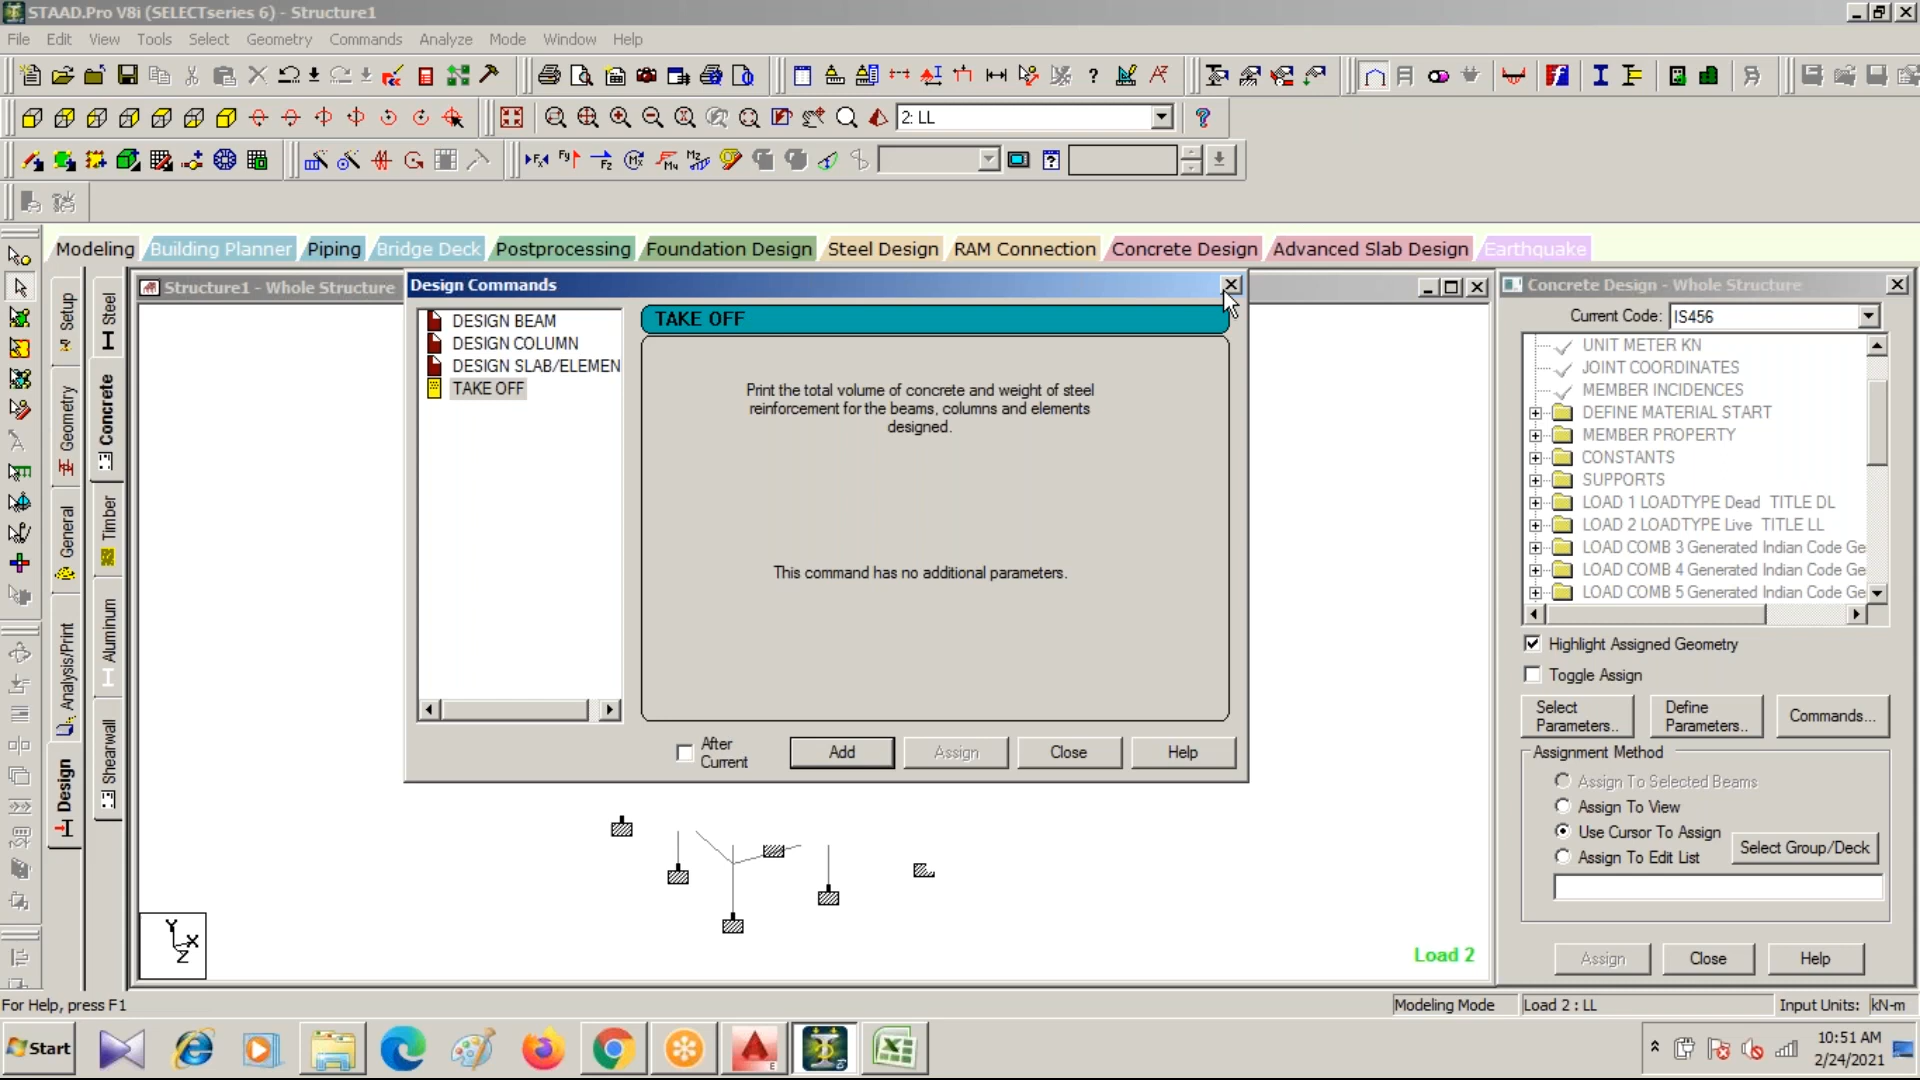 STAAD.Pro V8i (SELECTseries 6) - Structure1
File Edit View Tools Select Geometry Commands Analyze Mode Window Help
2: LL
Modeling Building Planner Piping Bridge Deck Postprocessing Foundation Design Steel Design RAM Connection Concrete Design Advanced Slab Design Earthquake
Setup
Geometry
General
Analysis/Print
Design
Steel
Concrete
Timber
Aluminum
Shearwall
Structure1 - Whole Structure
Design Commands
DESIGN BEAM
DESIGN COLUMN
DESIGN SLAB/ELEMEN
TAKE OFF
TAKE OFF
Print the total volume of concrete and weight of steel
reinforcement for the beams, columns and elements
designed.
This command has no additional parameters.
After
Current
Add
Assign
Close
Help
Y
X
Z
Load 2
Concrete Design - Whole Structure
Current Code: IS456
UNIT METER KN
JOINT COORDINATES
MEMBER INCIDENCES
DEFINE MATERIAL START
MEMBER PROPERTY
CONSTANTS
SUPPORTS
LOAD 1 LOADTYPE Dead TITLE DL
LOAD 2 LOADTYPE Live TITLE LL
LOAD COMB 3 Generated Indian Code Ge
LOAD COMB 4 Generated Indian Code Ge
LOAD COMB 5 Generated Indian Code Ge
Highlight Assigned Geometry
Toggle Assign
Select
Parameters..
Define
Parameters..
Commands...
Assignment Method
Assign To Selected Beams
Assign To View
Use Cursor To Assign
Assign To Edit List
Select Group/Deck
Assign
Close
Help
For Help, press F1
Modeling Mode
Load 2 : LL
Input Units: kN-m
Start
10:51 AM
2/24/2021